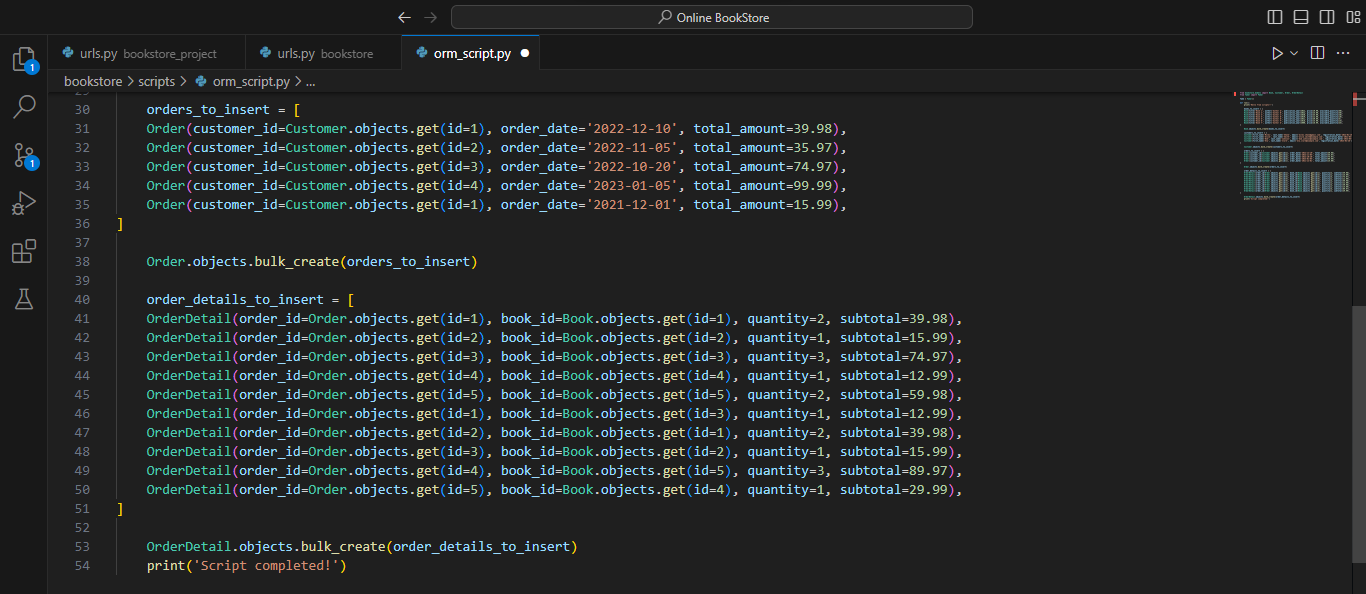 Online BookStore
urls.py bookstore_project
urls.py bookstore
orm_script.py
bookstore > scripts > orm_script.py > ...
1
1
30 orders_to_insert = [
31 Order(customer_id=Customer.objects.get(id=1), order_date='2022-12-10', total_amount=39.98),
32 Order(customer_id=Customer.objects.get(id=2), order_date='2022-11-05', total_amount=35.97),
33 Order(customer_id=Customer.objects.get(id=3), order_date='2022-10-20', total_amount=74.97),
34 Order(customer_id=Customer.objects.get(id=4), order_date='2023-01-05', total_amount=99.99),
35 Order(customer_id=Customer.objects.get(id=1), order_date='2021-12-01', total_amount=15.99),
36 ]
37
38 Order.objects.bulk_create(orders_to_insert)
39
40 order_details_to_insert = [
41 OrderDetail(order_id=Order.objects.get(id=1), book_id=Book.objects.get(id=1), quantity=2, subtotal=39.98),
42 OrderDetail(order_id=Order.objects.get(id=2), book_id=Book.objects.get(id=2), quantity=1, subtotal=15.99),
43 OrderDetail(order_id=Order.objects.get(id=3), book_id=Book.objects.get(id=3), quantity=3, subtotal=74.97),
44 OrderDetail(order_id=Order.objects.get(id=4), book_id=Book.objects.get(id=4), quantity=1, subtotal=12.99),
45 OrderDetail(order_id=Order.objects.get(id=5), book_id=Book.objects.get(id=5), quantity=2, subtotal=59.98),
46 OrderDetail(order_id=Order.objects.get(id=1), book_id=Book.objects.get(id=3), quantity=1, subtotal=12.99),
47 OrderDetail(order_id=Order.objects.get(id=2), book_id=Book.objects.get(id=1), quantity=2, subtotal=39.98),
48 OrderDetail(order_id=Order.objects.get(id=3), book_id=Book.objects.get(id=2), quantity=1, subtotal=15.99),
49 OrderDetail(order_id=Order.objects.get(id=4), book_id=Book.objects.get(id=5), quantity=3, subtotal=89.97),
50 OrderDetail(order_id=Order.objects.get(id=5), book_id=Book.objects.get(id=4), quantity=1, subtotal=29.99),
51 ]
52
53 OrderDetail.objects.bulk_create(order_details_to_insert)
54 print('Script completed!')